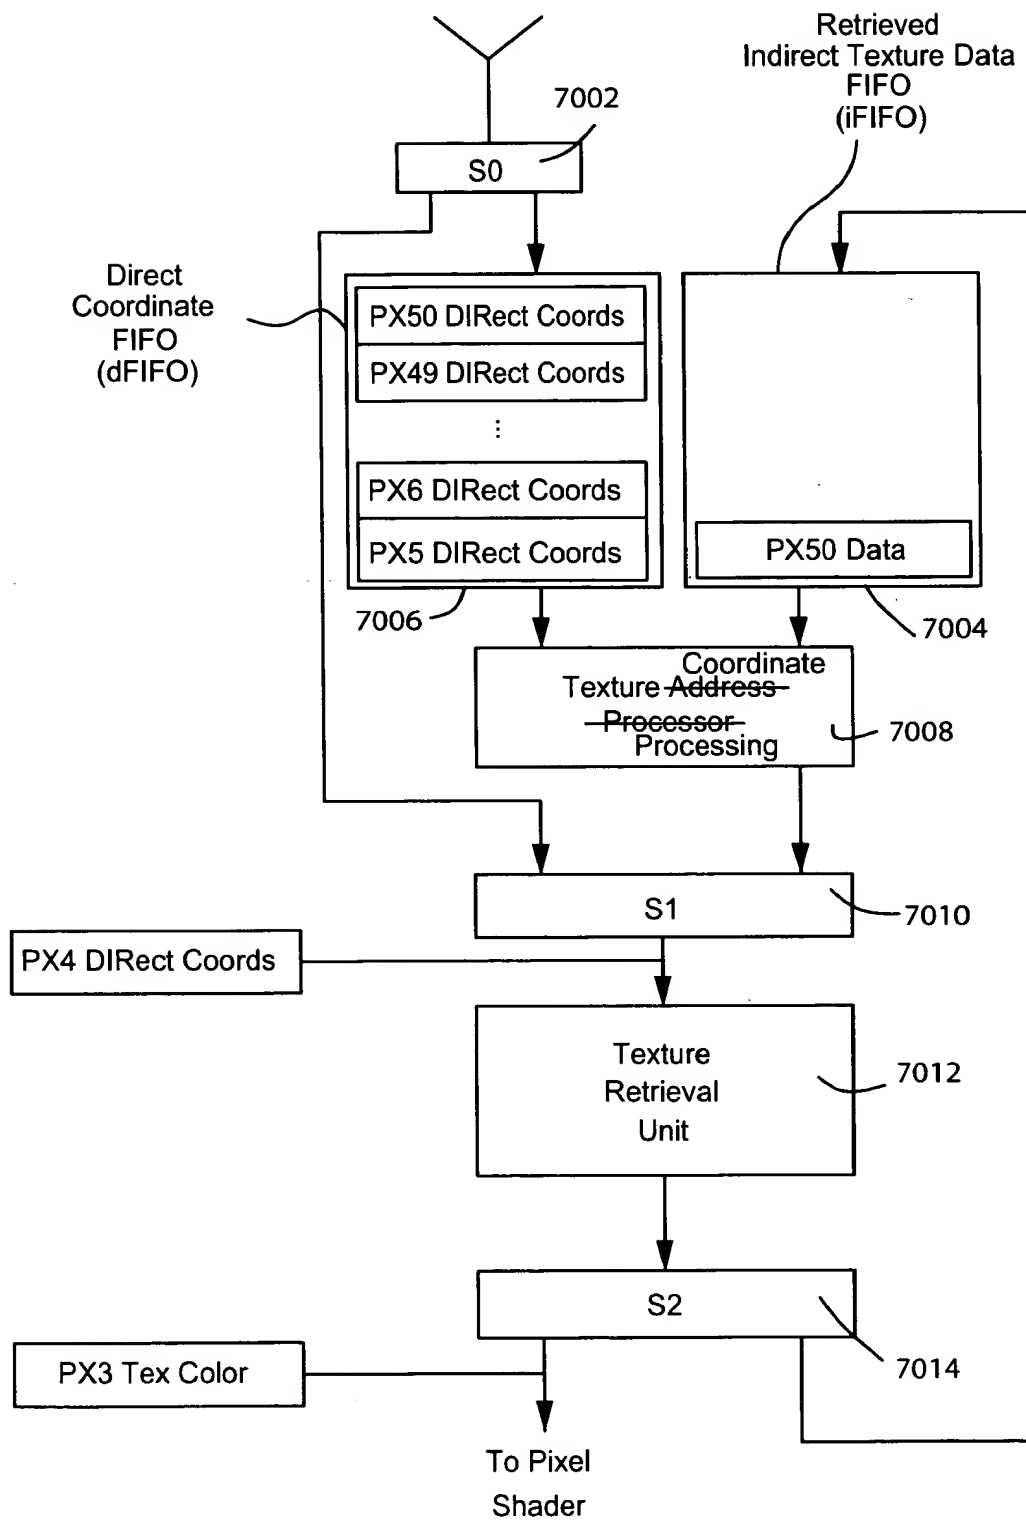 Retrieved
Indirect Texture Data
FIFO
(iFIFO)
7002
S0
Direct
Coordinate
FIFO
(dFIFO)
PX50 DIRect Coords
PX49 DIRect Coords
⋮
PX6 DIRect Coords
PX5 DIRect Coords
PX50 Data
7006
7004
Coordinate
Texture Address
Processor
Processing
7008
S1
7010
PX4 DIRect Coords
Texture
Retrieval
Unit
7012
S2
7014
PX3 Tex Color
To Pixel
Shader